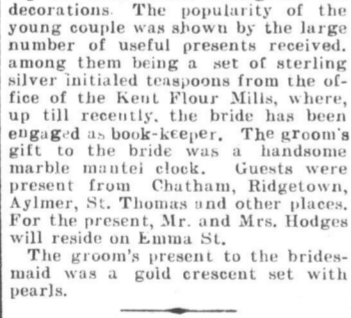 decorations. The popularity of the
young couple was shown by the large
number of useful presents received.
among them being a set of sterling
silver initialed teaspoons from the of-
fice of the Kent Flour Mills, where,
up till recently, the bride has been
engaged as book-keeper. The groom's
gift to the bride was a handsome
marble mantei clock. Guests were
present from Chatham, Ridgetown,
Aylmer, St. Thomas und other places.
For the present, Mr. and Mrs. Hodges
will reside on Emma St.
The groom's present to the brides-
maid was a gold crescent set with
pearls.